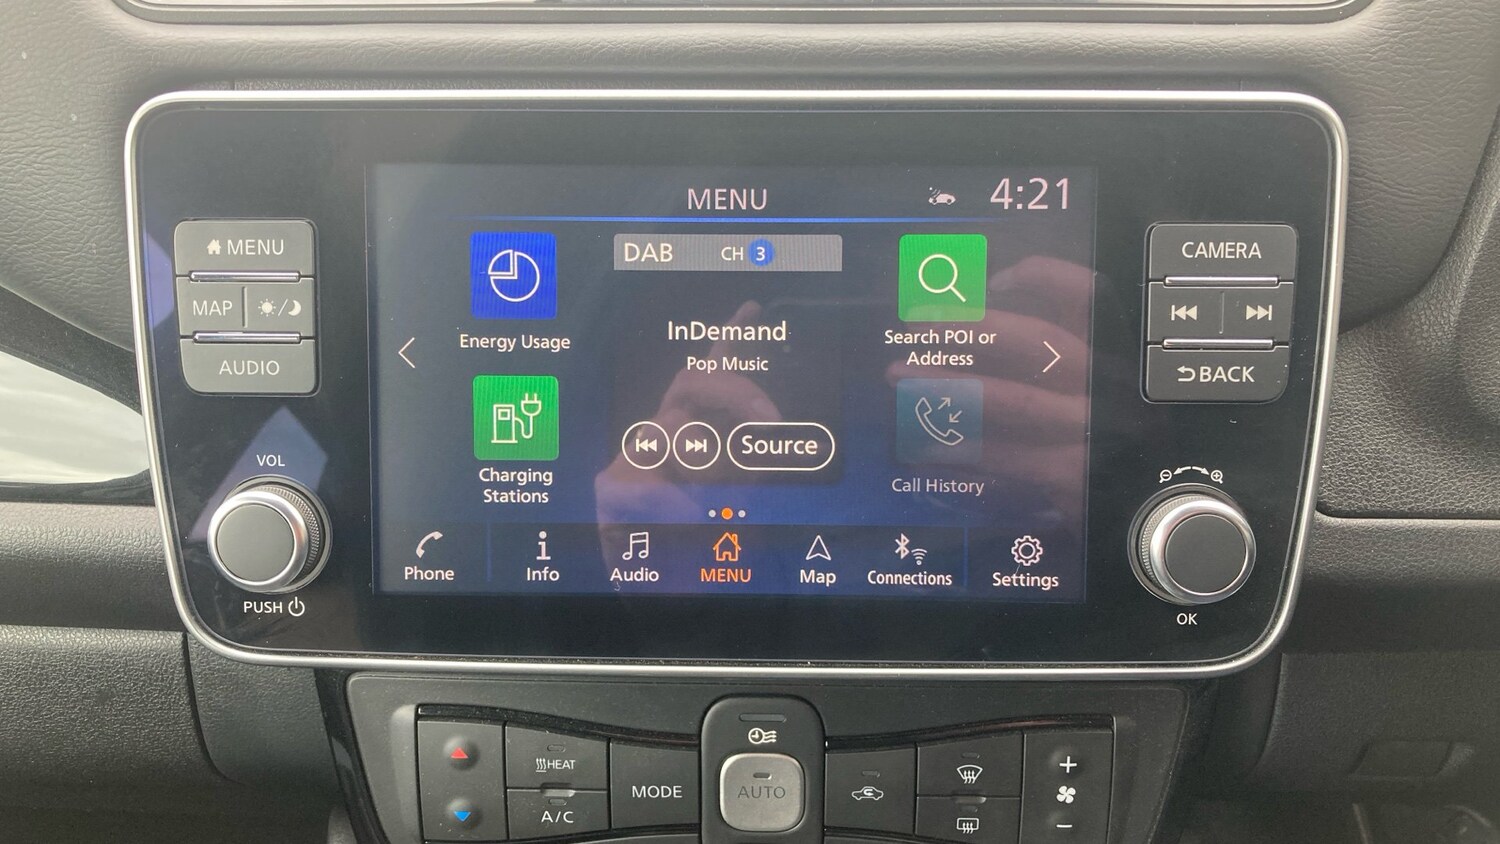 MENU
4:21
MENU
MAP
AUDIO
VOL
PUSH
Energy Usage
Charging
Stations
DAB CH 3
InDemand
Pop Music
Source
Search POI or
Address
Call History
Phone
Info
Audio
MENU
Map
Connections
Settings
CAMERA
BACK
OK
HEAT
A/C
MODE
AUTO